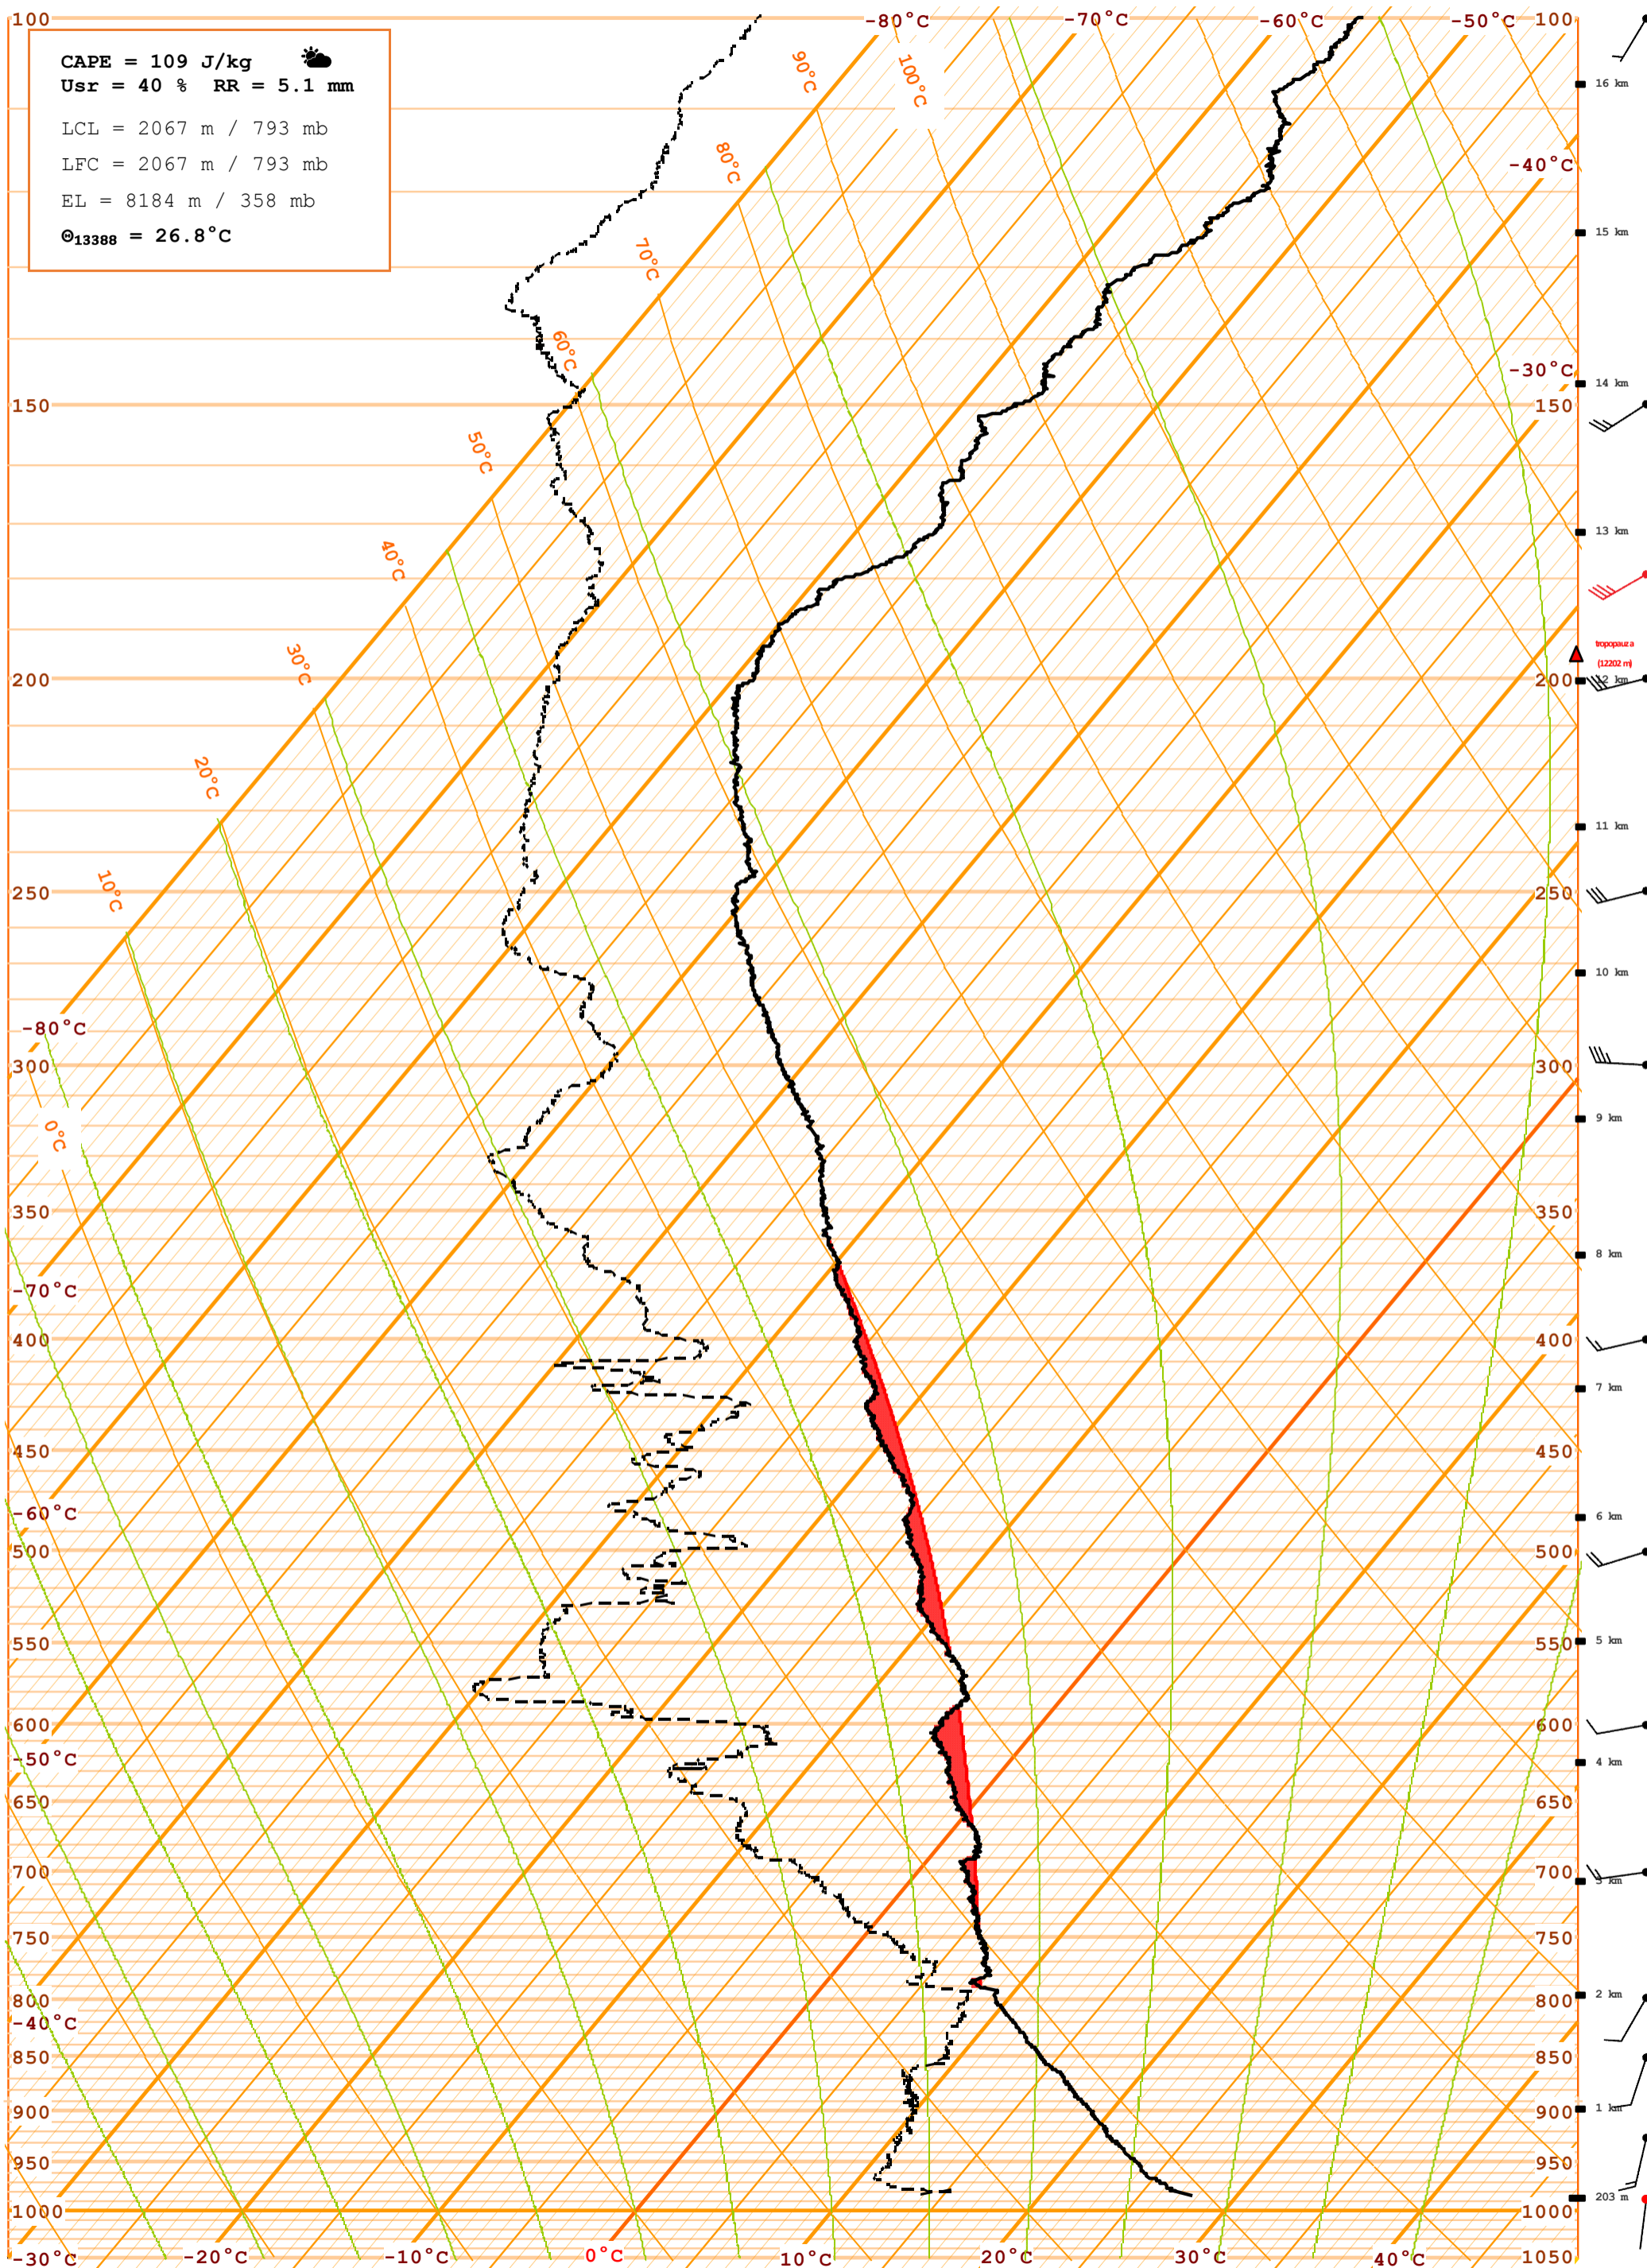 100
-80°C
-70°C
-60°C
-50°C
100
CAPE = 109 J/kg
Usr = 40 %  RR = 5.1 mm
LCL = 2067 m / 793 mb
LFC = 2067 m / 793 mb
EL = 8184 m / 358 mb
Θ13388 = 26.8°C
90°C
100°C
16 km
80°C
-40°C
15 km
70°C
60°C
-30°C
14 km
150
150
50°C
13 km
40°C
tropopauza
(12202 m)
30°C
200
200
12 km
20°C
11 km
10°C
250
250
10 km
-80°C
300
300
0°C
9 km
350
350
8 km
-70°C
400
400
7 km
450
450
-60°C
6 km
500
500
550
550
5 km
600
600
-50°C
4 km
650
650
700
700
3 km
750
750
800
800
2 km
-40°C
850
850
900
900
1 km
950
950
203 m
1000
1000
-30°C
-20°C
-10°C
0°C
10°C
20°C
30°C
40°C
1050